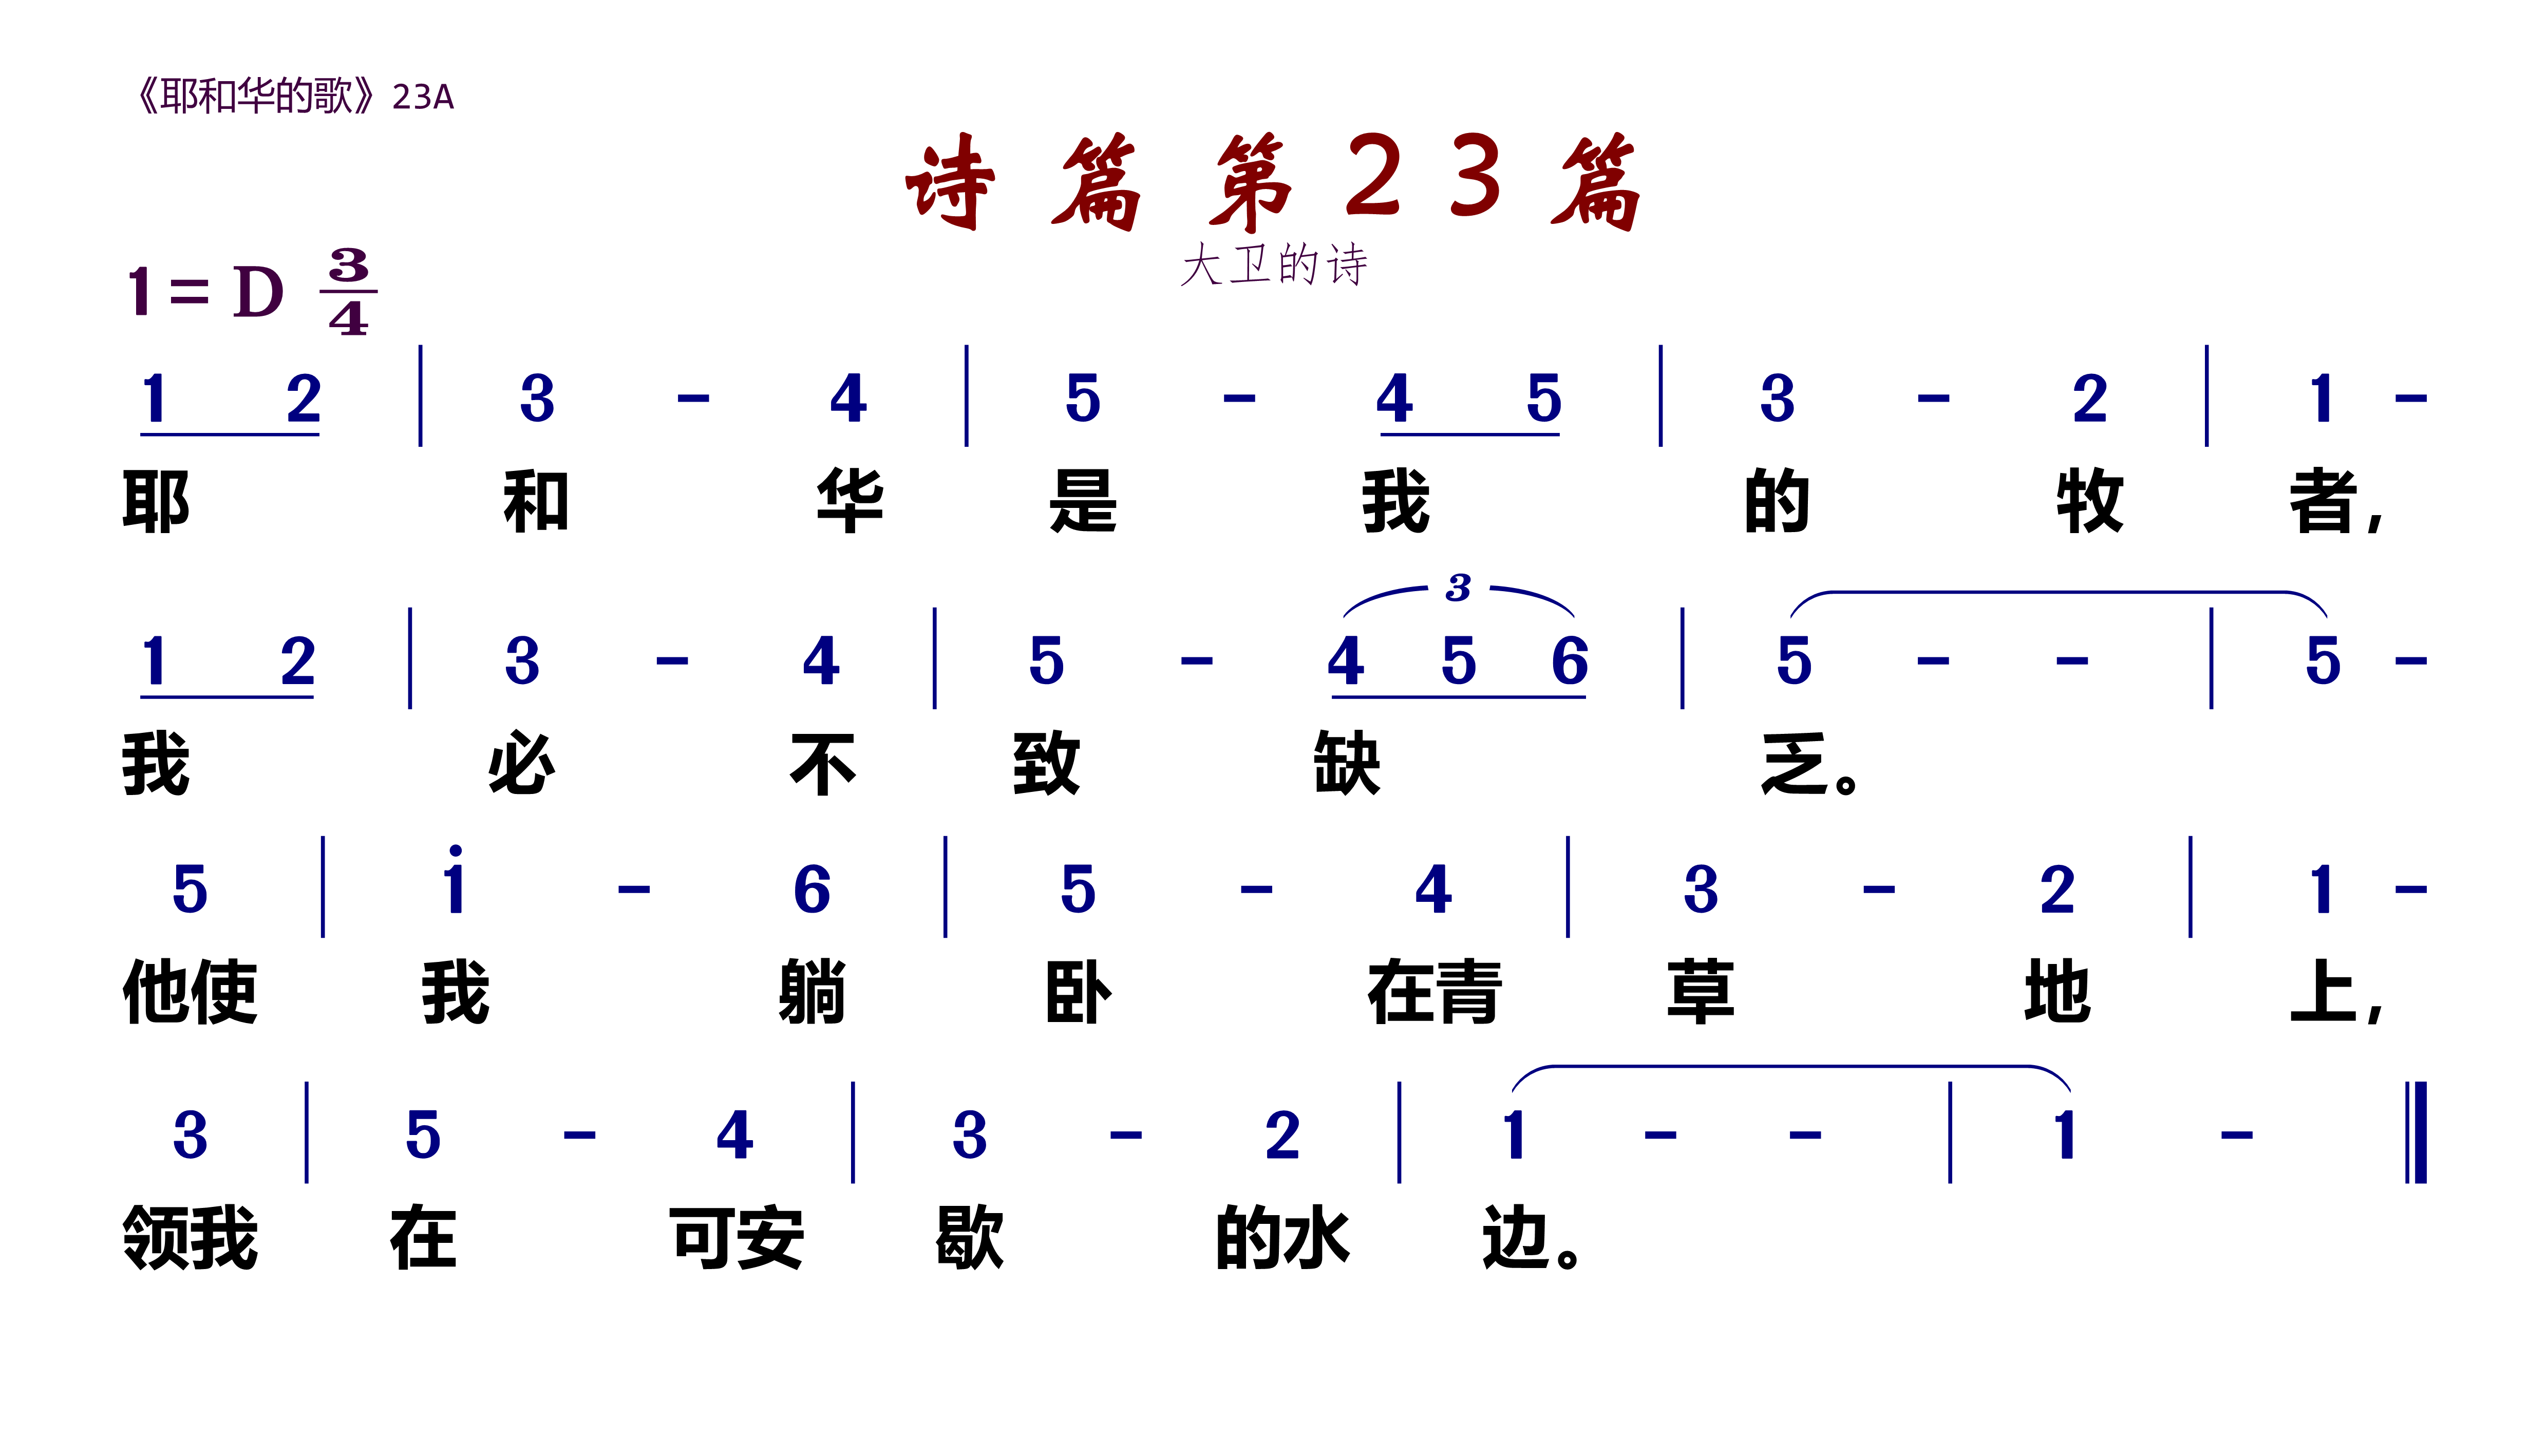 《耶和华的歌》23A
诗篇第23篇
大卫的诗
1= D 3/4
1 2 | 3 - 4 | 5 - 4 5 | 3 - 2 | 1 -
耶 和 华 是 我 的 牧 者，
3
1 2 | 3 - 4 | 5 - 4 5 6 | 5 - - | 5 -
我 必 不 致 缺 乏。
5 | i - 6 | 5 - 4 | 3 - 2 | 1 -
他使 我 躺 卧 在青 草 地 上，
3 | 5 - 4 | 3 - 2 | 1 - - | 1 - ‖
领我 在 可安 歇 的水 边。